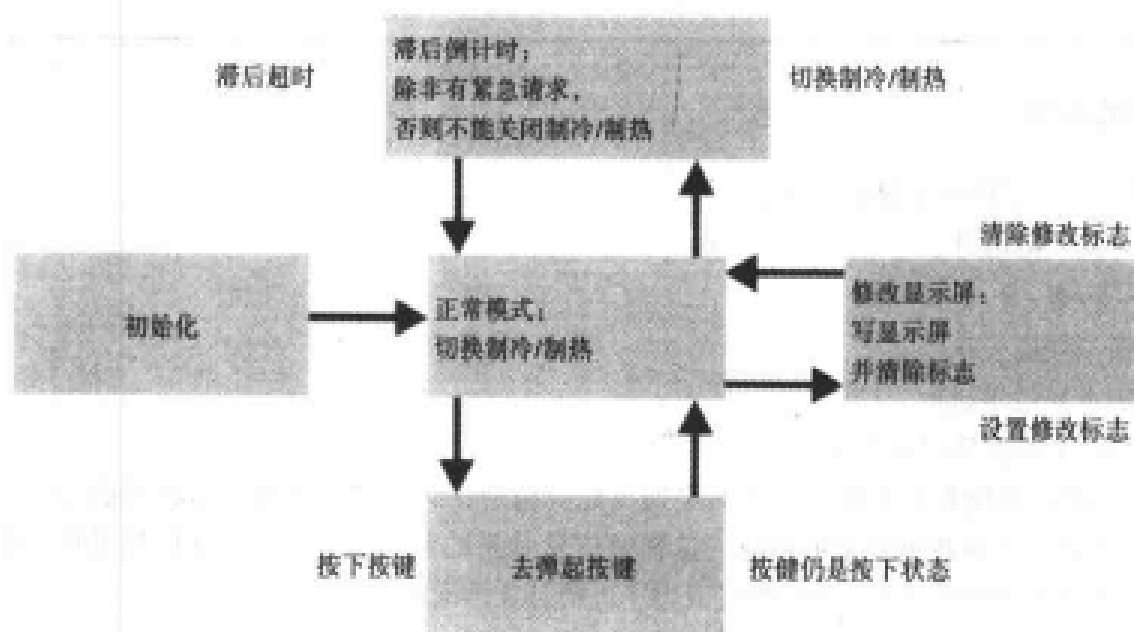 滞后超时
滞后倒计时；
除非有紧急请求，
否则不能关闭制冷/制热
切换制冷/制热
清除修改标志
初始化
正常模式；
切换制冷/制热
修改显示屏；
写显示屏
并清除标志
设置修改标志
按下按键
去弹起按键
按健仍是按下状态